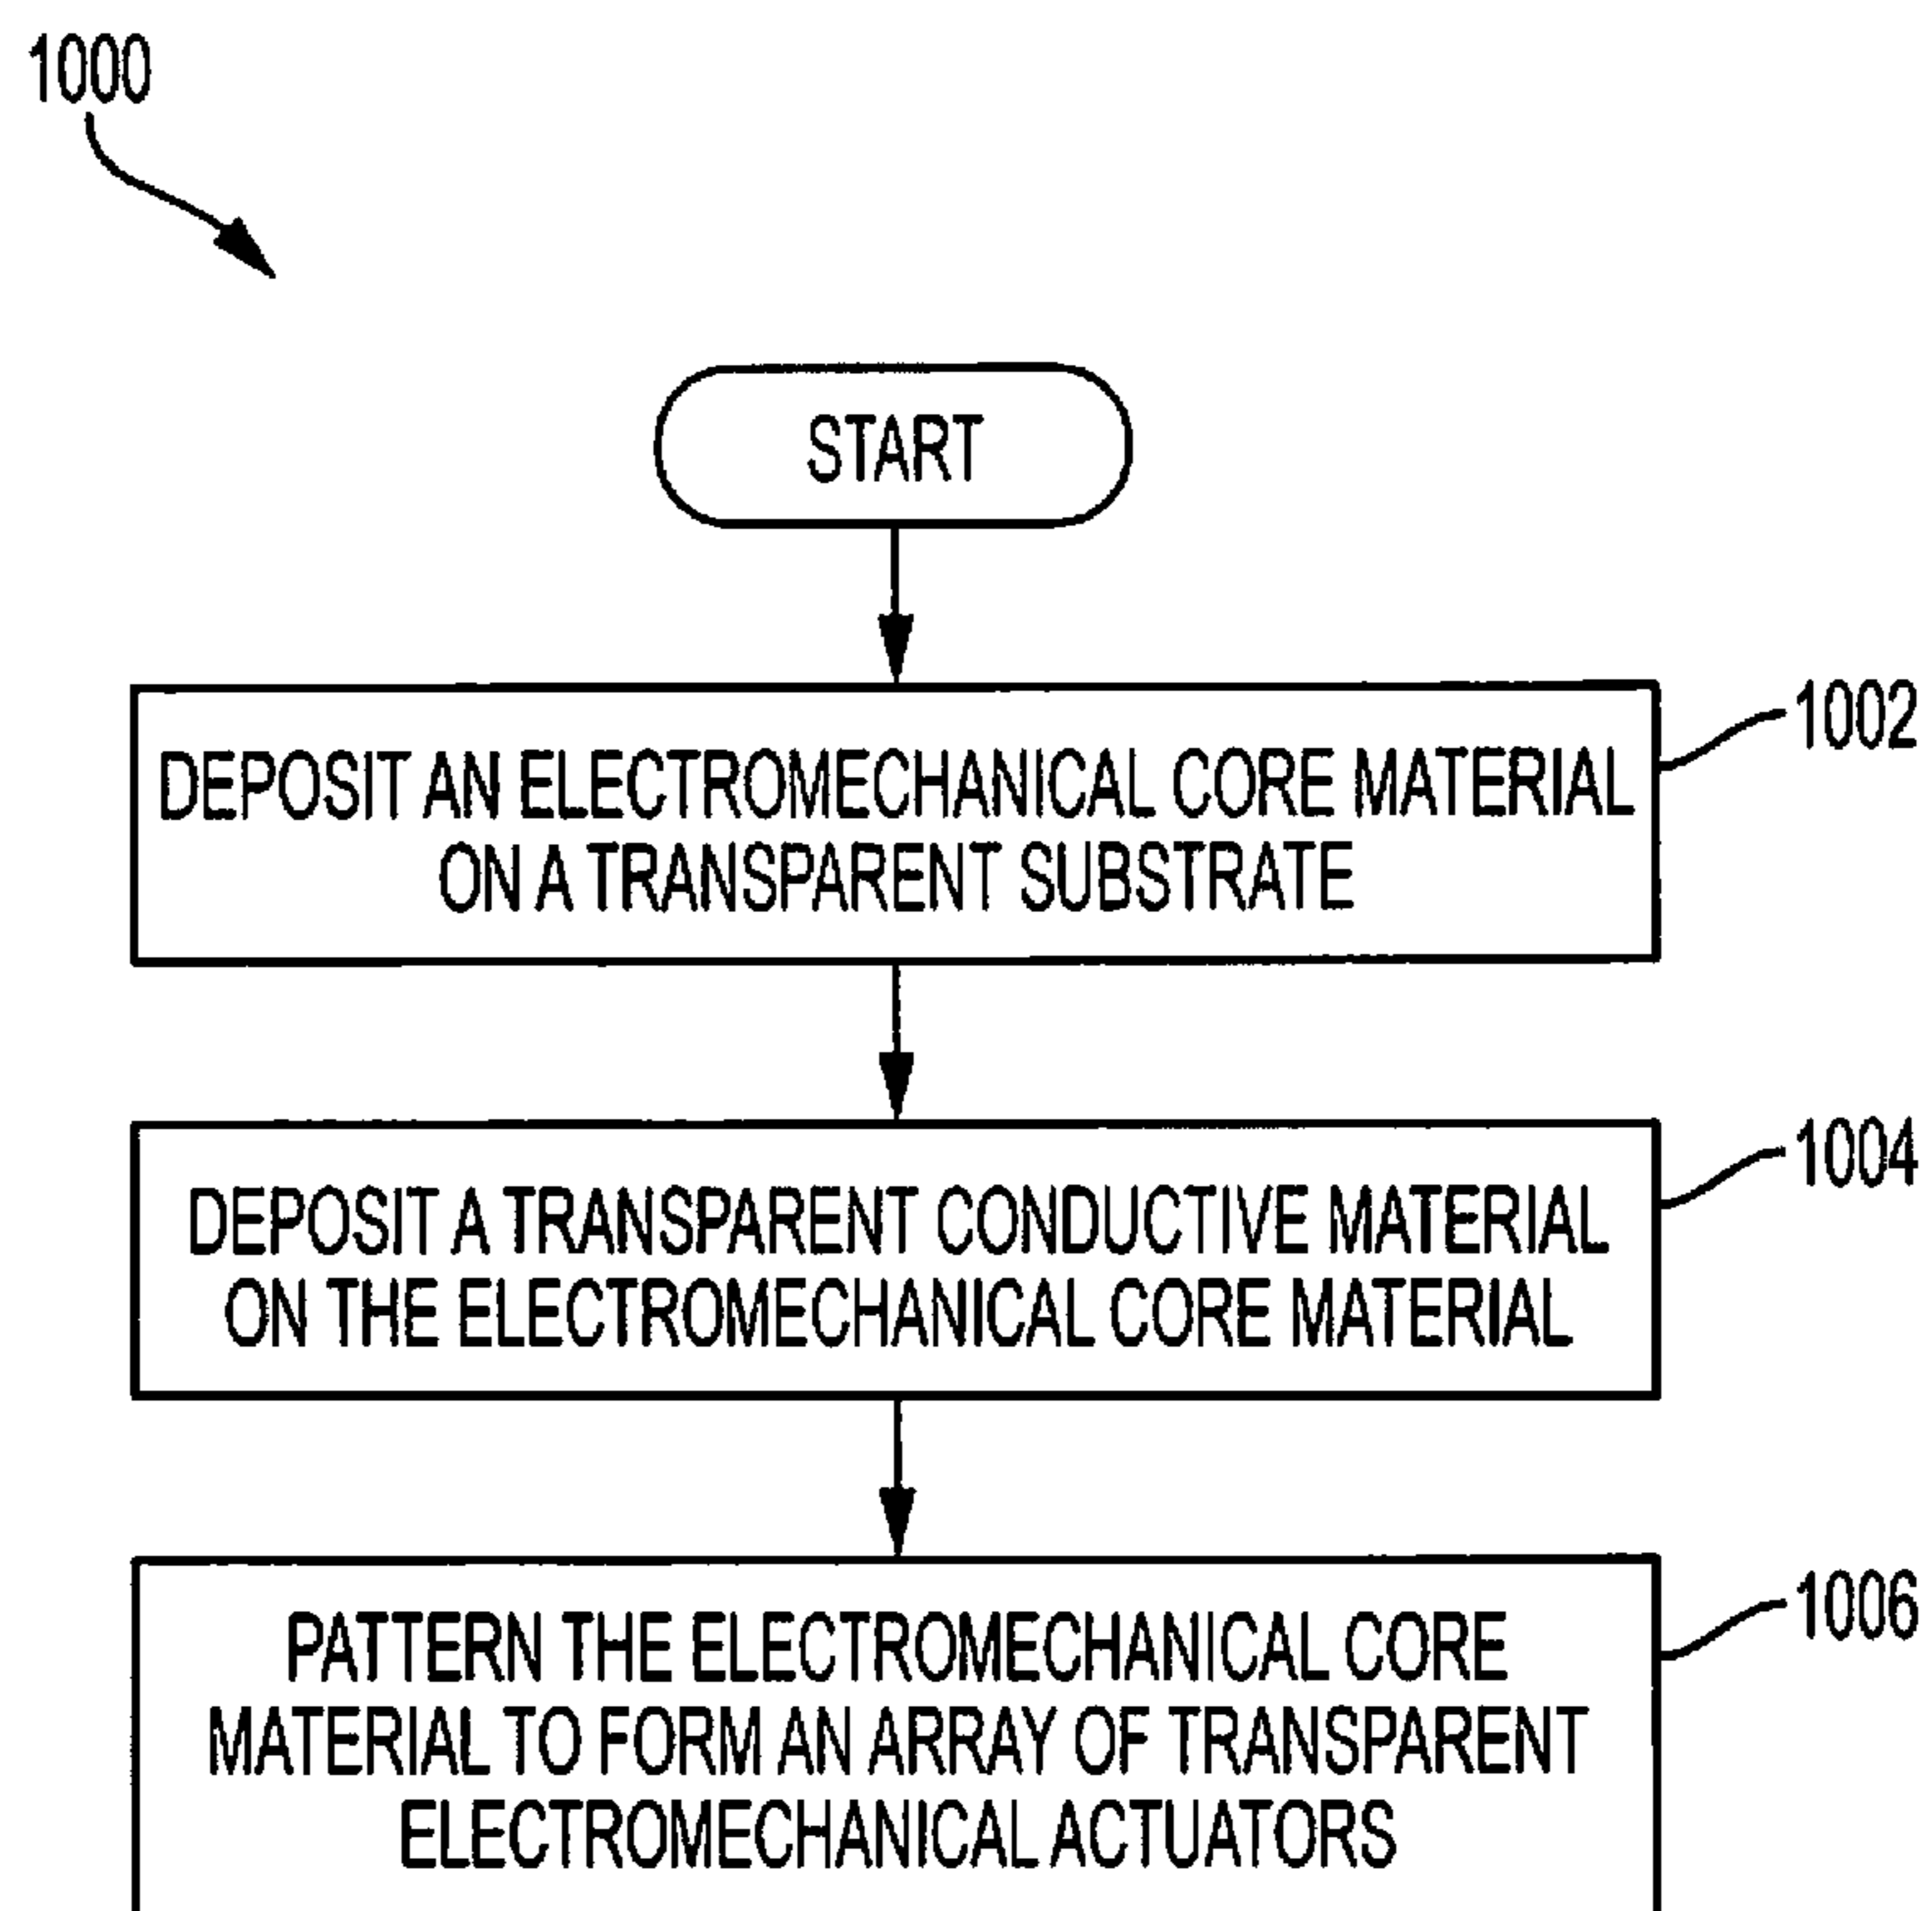 1000
START
DEPOSIT AN ELECTROMECHANICAL CORE MATERIAL
ON A TRANSPARENT SUBSTRATE
1002
DEPOSIT A TRANSPARENT CONDUCTIVE MATERIAL
ON THE ELECTROMECHANICAL CORE MATERIAL
1004
PATTERN THE ELECTROMECHANICAL CORE
MATERIAL TO FORM AN ARRAY OF TRANSPARENT
ELECTROMECHANICAL ACTUATORS
1006